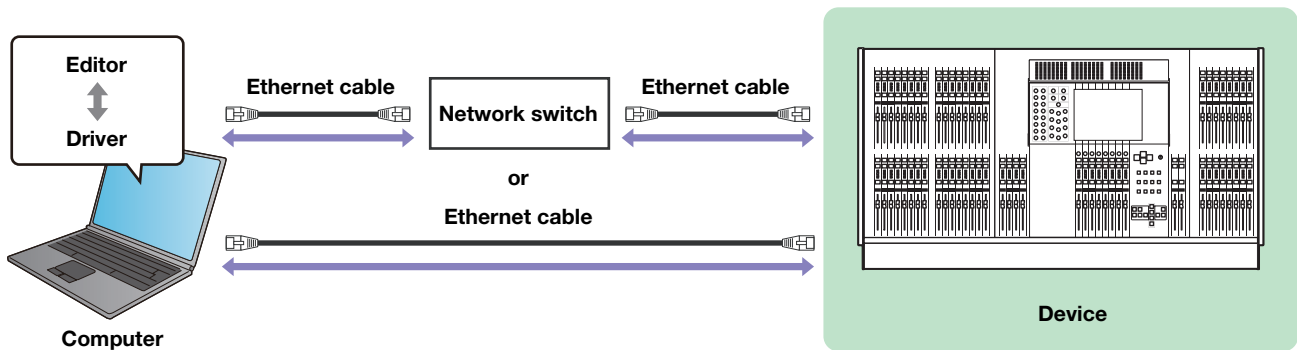 Editor
Driver
Ethernet cable
Network switch
Ethernet cable
or
Ethernet cable
Computer
Device